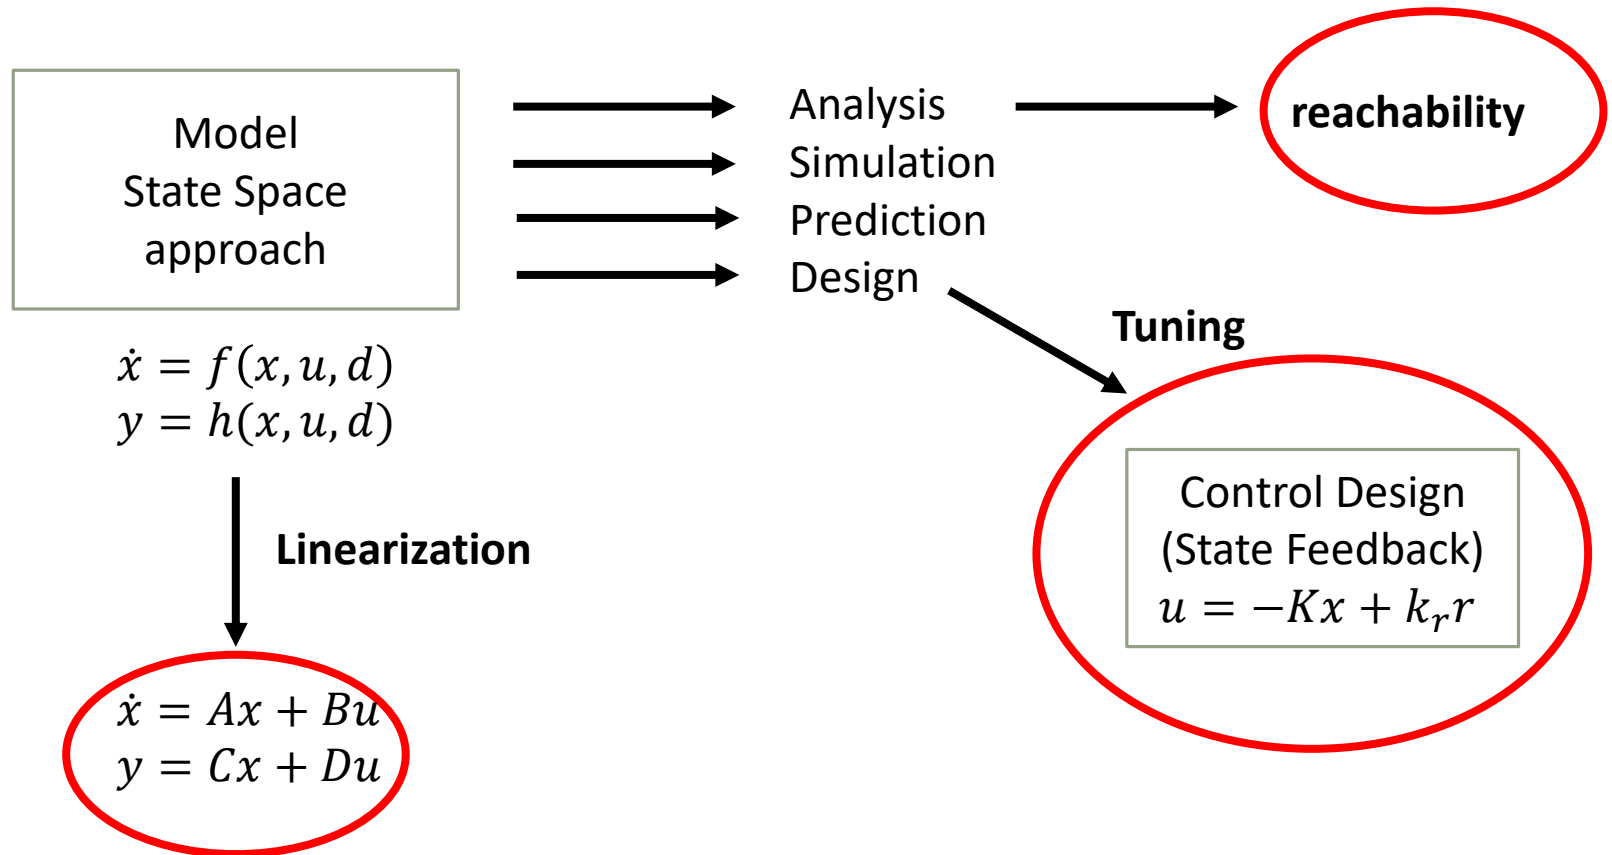 Model
State Space
approach
Analysis
Simulation
Prediction
Design
reachability
Tuning
ẋ = f(x, u, d)
y = h(x, u, d)
Linearization
Control Design
(State Feedback)
u = −Kx + kᵣr
ẋ = Ax + Bu
y = Cx + Du